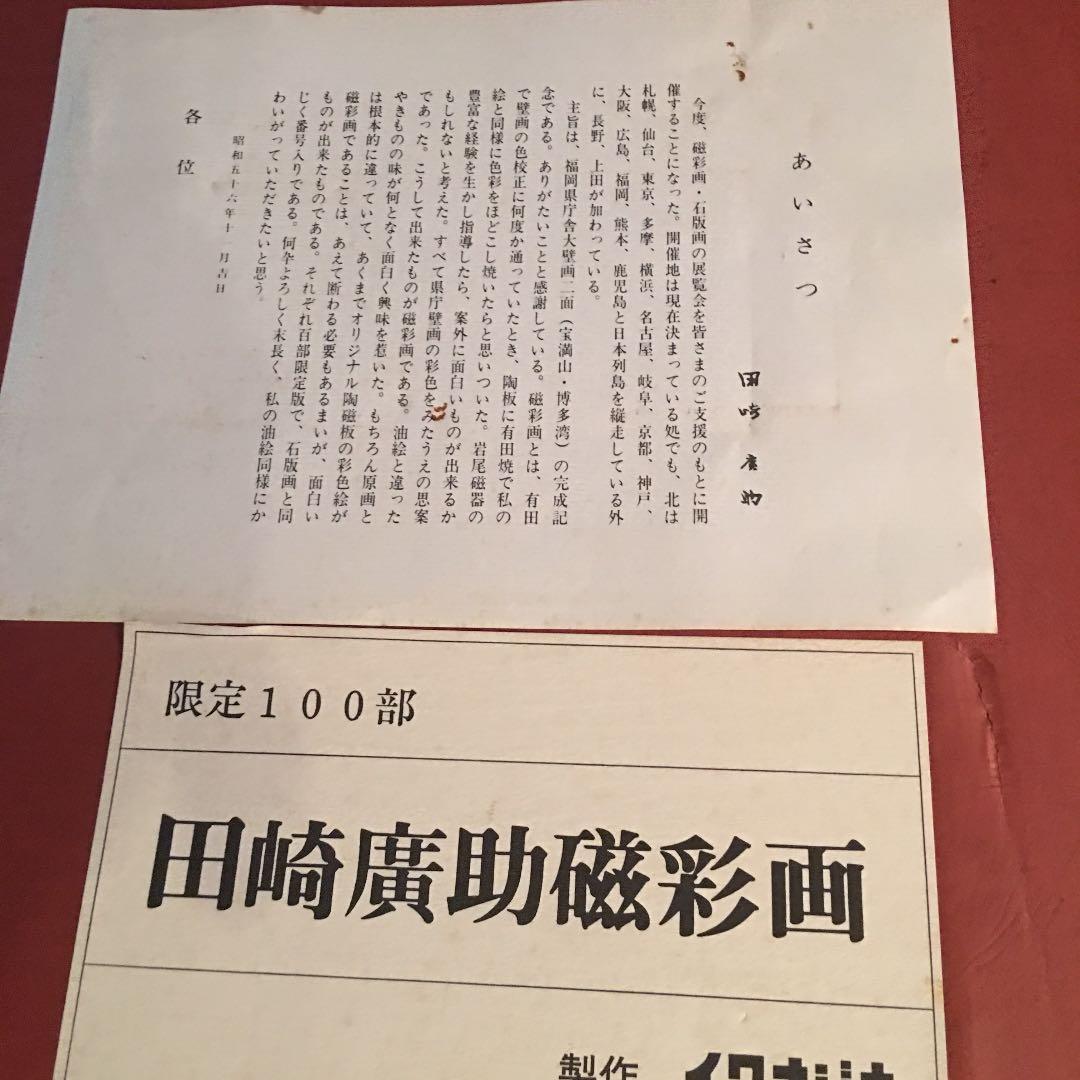 あいさつ
田崎廣助
今度、磁彩画・石版画の展覧会を皆さまのご支援のもとに開
催することになった。開催地は現在決まっている処でも、北は
札幌、仙台、東京、多摩、横浜、名古屋、岐阜、京都、神戸、
大阪、広島、福岡、熊本、鹿児島と日本列島を縦走している外
に、長野、上田が加わっている。
主旨は、福岡県庁舎大壁画二面（宝満山・博多湾）の完成記
念である。ありがたいことと感謝している。磁彩画とは、有田
で壁画の色校正に何度か通っていたとき、陶板に有田焼で私の
絵と同様に色彩をほどこし焼いたらと思いついた。岩尾磁器の
豊富な経験を生かし指導したら、案外に面白いものが出来るか
もしれないと考えた。すべて県庁壁画の彩色をみたうえの思案
であった。こうして出来たものが磁彩画である。油絵と違った
やきものの味が何となく面白く興味を惹いた。もちろん原画と
は根本的に違っていて、あくまでオリジナル陶磁板の彩色絵が
磁彩画であることは、あえて断わる必要もあるまいが、面白い
ものが出来たものである。それぞれ百部限定版で、石版画と同
じく番号入りである。何卒よろしく末長く、私の油絵同様にか
わいがっていただきたいと思う。
昭和五十六年十一月吉日
各位
限定１００部
田崎廣助磁彩画
製作